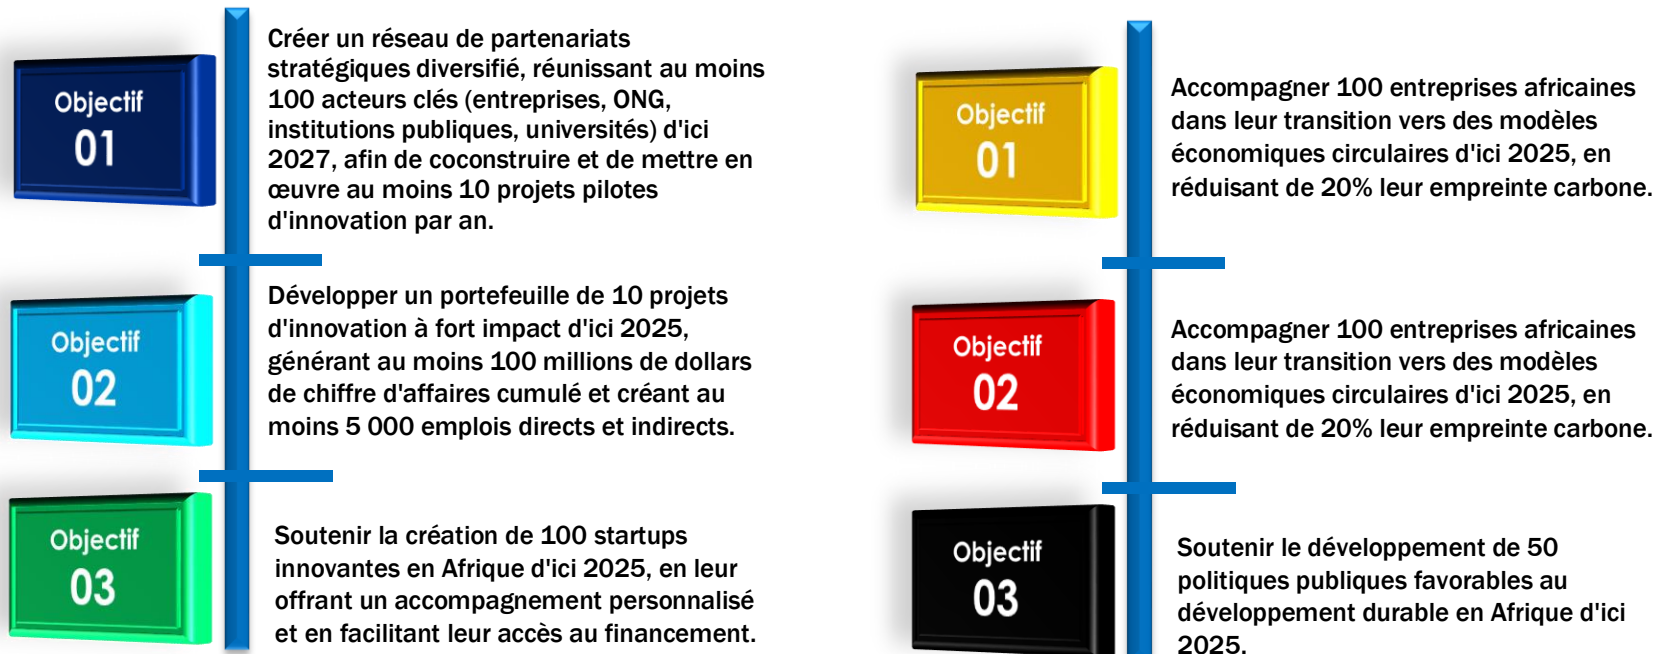 Objectif
01
Créer un réseau de partenariats
stratégiques diversifié, réunissant au moins
100 acteurs clés (entreprises, ONG,
institutions publiques, universités) d'ici
2027, afin de coconstruire et de mettre en
œuvre au moins 10 projets pilotes
d'innovation par an.
Objectif
02
Développer un portefeuille de 10 projets
d'innovation à fort impact d'ici 2025,
générant au moins 100 millions de dollars
de chiffre d'affaires cumulé et créant au
moins 5 000 emplois directs et indirects.
Objectif
03
Soutenir la création de 100 startups
innovantes en Afrique d'ici 2025, en leur
offrant un accompagnement personnalisé
et en facilitant leur accès au financement.
Objectif
01
Accompagner 100 entreprises africaines
dans leur transition vers des modèles
économiques circulaires d'ici 2025, en
réduisant de 20% leur empreinte carbone.
Objectif
02
Accompagner 100 entreprises africaines
dans leur transition vers des modèles
économiques circulaires d'ici 2025, en
réduisant de 20% leur empreinte carbone.
Objectif
03
Soutenir le développement de 50
politiques publiques favorables au
développement durable en Afrique d'ici
2025.